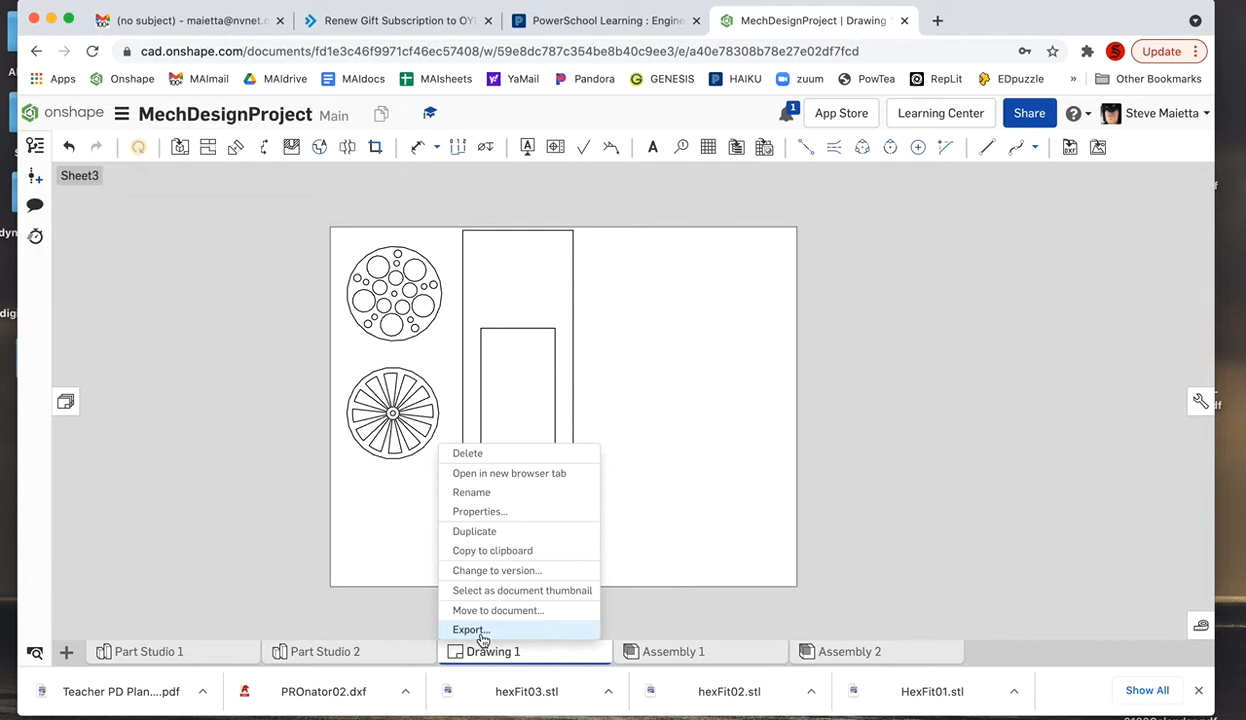 (no subject) - maietta@nvnet.o
Renew Gift Subscription to OY
PowerSchool Learning : Engine
MechDesignProject | Drawing
cad.onshape.com/documents/fd1e3c46f9971cf46ec57408/w/59e8dc787c354be8b40c9ee3/e/a40e78308b78e27e02df7fcd
Update
Apps
Onshape
MAImail
MAIdrive
MAIdocs
MAIsheets
YaMail
Pandora
GENESIS
HAIKU
zuum
PowTea
RepLit
EDpuzzle
»
Other Bookmarks
onshape
MechDesignProject Main
1
App Store
Learning Center
Share
Steve Maietta
Sheet3
Delete
Open in new browser tab
Rename
Properties...
Duplicate
Copy to clipboard
Change to version...
Select as document thumbnail
Move to document...
Export...
Part Studio 1
Part Studio 2
Drawing 1
Assembly 1
Assembly 2
Teacher PD Plan....pdf
PROnator02.dxf
hexFit03.stl
hexFit02.stl
HexFit01.stl
Show All